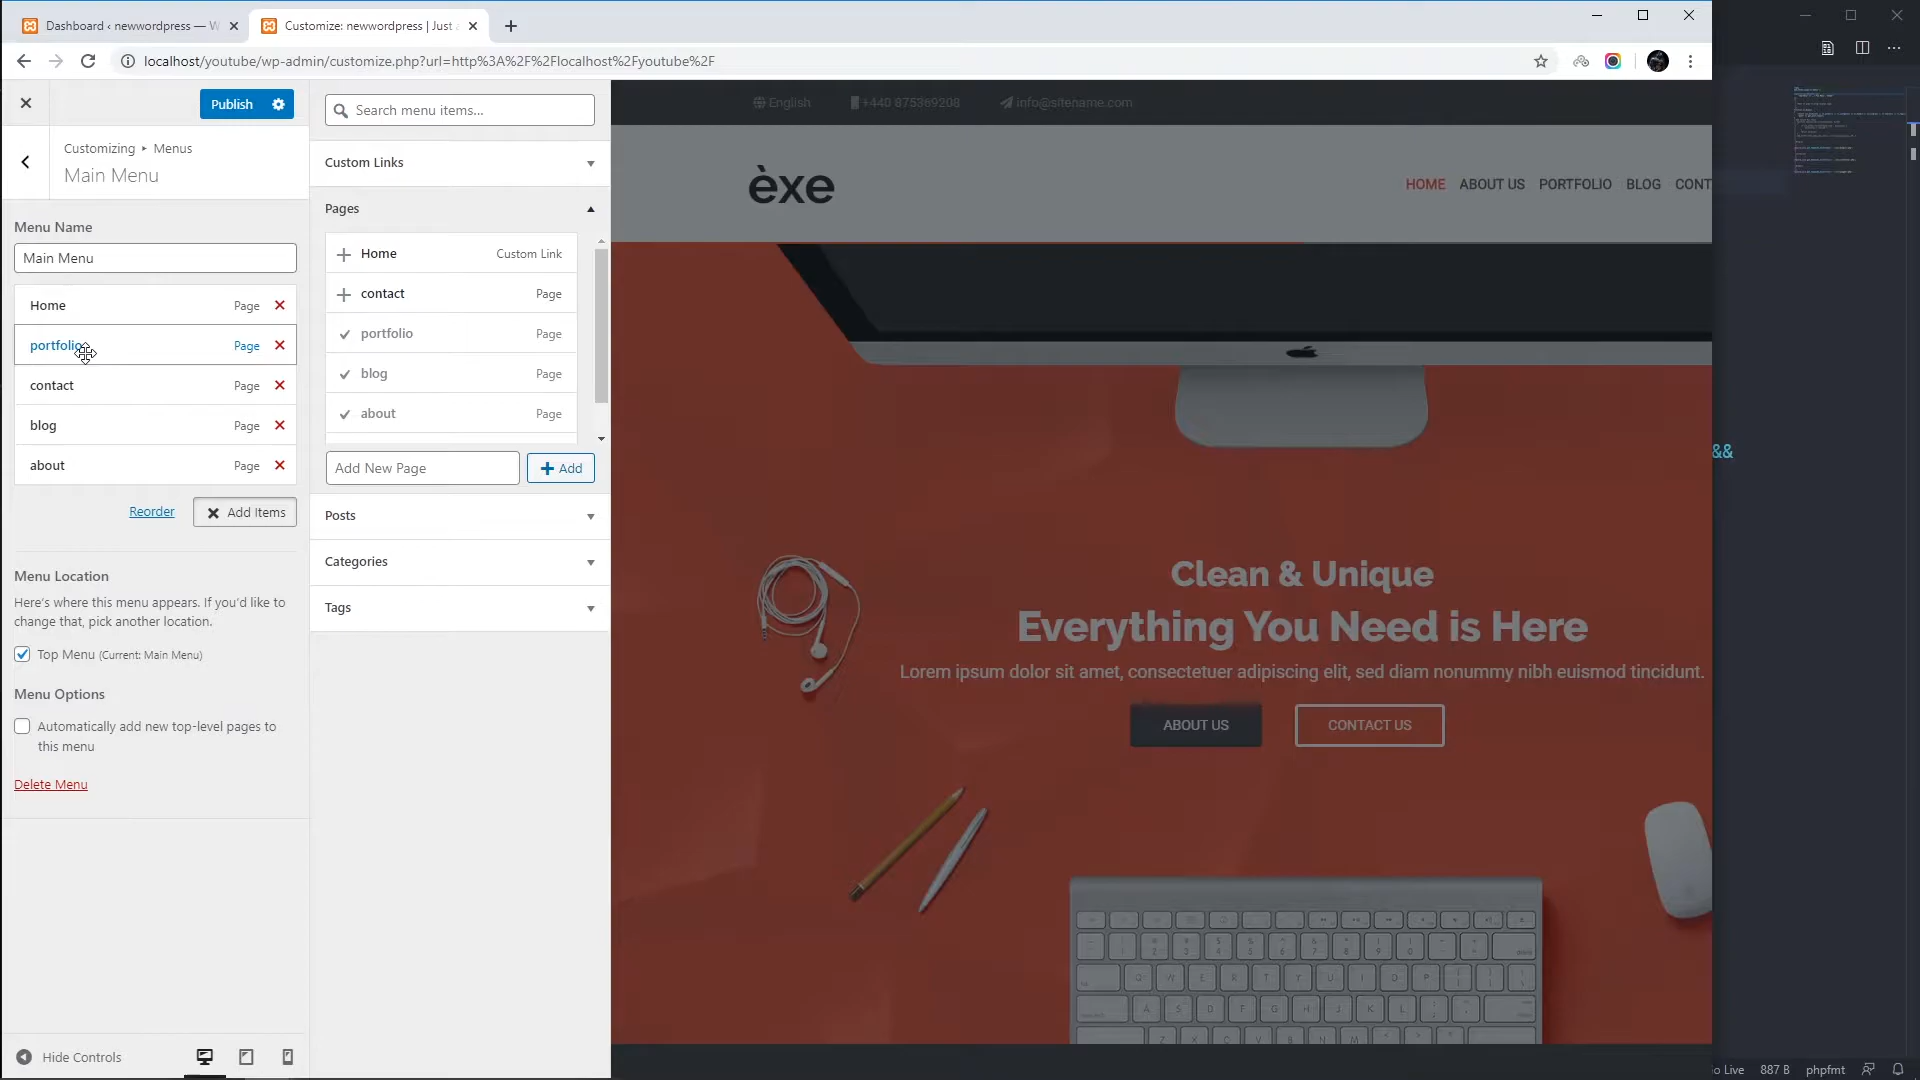 Dashboard ‹ newwordpress — W
Customize: newwordpress | Just a
localhost/youtube/wp-admin/customize.php?url=http%3A%2F%2Flocalhost%2Fyoutube%2F
Publish
Customizing ▸ Menus
Main Menu
Menu Name
Main Menu
Home Page
portfolio Page
contact Page
blog Page
about Page
Reorder
Add Items
Menu Location
Here's where this menu appears. If you'd like to
change that, pick another location.
Top Menu (Current: Main Menu)
Menu Options
Automatically add new top-level pages to
this menu
Delete Menu
Hide Controls
Search menu items...
Custom Links
Pages
Home Custom Link
contact Page
portfolio Page
blog Page
about Page
Add New Page
Add
Posts
Categories
Tags
English +440 875369208 info@sitename.com
èxe
HOME ABOUT US PORTFOLIO BLOG CONT
Clean & Unique
Everything You Need is Here
Lorem ipsum dolor sit amet, consectetuer adipiscing elit, sed diam nonummy nibh euismod tincidunt.
ABOUT US CONTACT US
&&
o Live 887 B phpfmt